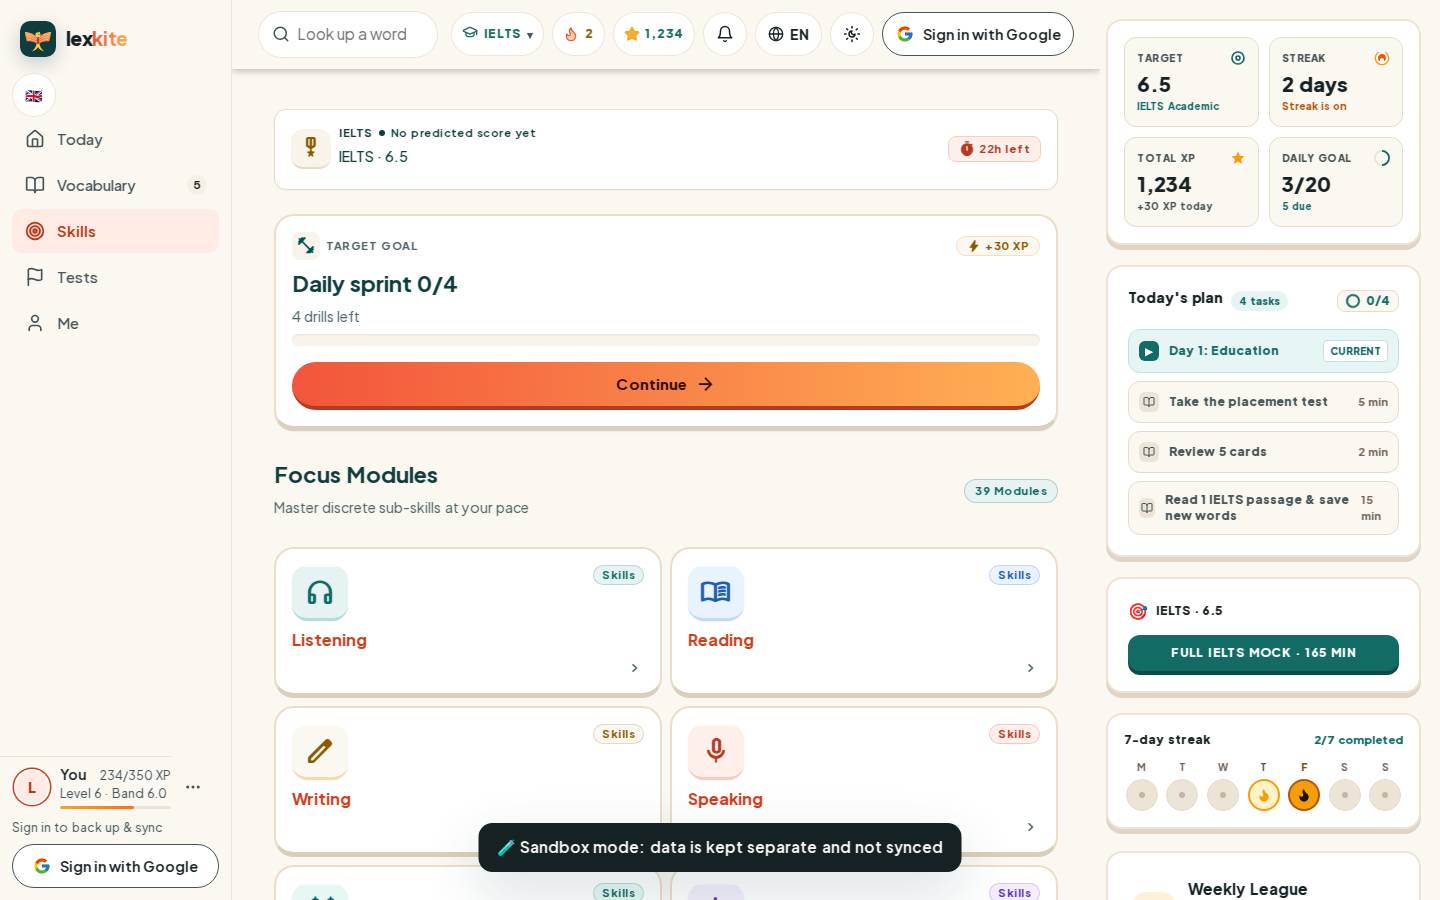 lexkite
Today
Vocabulary 5
Skills
Tests
Me
L
You 234/350 XP
Level 6 · Band 6.0
Sign in to back up & sync
Sign in with Google
Look up a word
IELTS ▾
2
1,234
EN
Sign in with Google
IELTS • No predicted score yet
IELTS · 6.5
22h left
TARGET GOAL
+30 XP
Daily sprint 0/4
4 drills left
Continue →
Focus Modules
Master discrete sub-skills at your pace
39 Modules
Skills
Listening
Skills
Reading
Skills
Writing
Skills
Speaking
Skills
Skills
Sandbox mode: data is kept separate and not synced
TARGET
6.5
IELTS Academic
STREAK
2 days
Streak is on
TOTAL XP
1,234
+30 XP today
DAILY GOAL
3/20
5 due
Today's plan 4 tasks 0/4
Day 1: Education CURRENT
Take the placement test 5 min
Review 5 cards 2 min
Read 1 IELTS passage & save 15
new words min
IELTS · 6.5
FULL IELTS MOCK · 165 MIN
7-day streak 2/7 completed
M T W T F S S
Weekly League